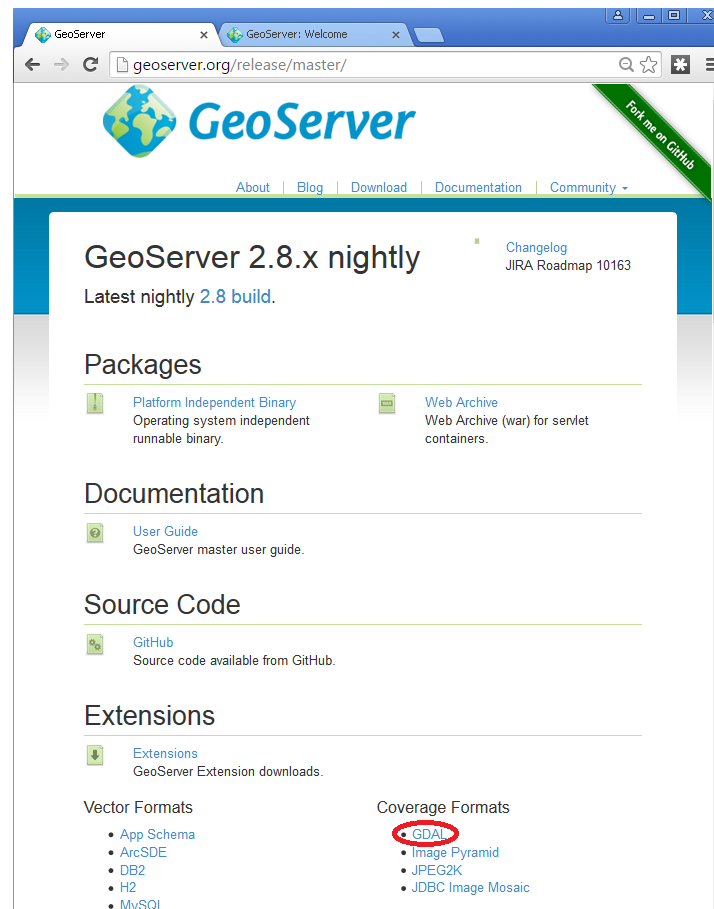 GeoServer
GeoServer: Welcome
geoserver.org/release/master/
GeoServer
Fork me on GitHub
About | Blog | Download | Documentation | Community
GeoServer 2.8.x nightly
Changelog
JIRA Roadmap 10163
Latest nightly 2.8 build.
Packages
Platform Independent Binary
Operating system independent
runnable binary.
Web Archive
Web Archive (war) for servlet
containers.
Documentation
User Guide
GeoServer master user guide.
Source Code
GitHub
Source code available from GitHub.
Extensions
Extensions
GeoServer Extension downloads.
Vector Formats
• App Schema
• ArcSDE
• DB2
• H2
• MySQL
Coverage Formats
• GDAL
• Image Pyramid
• JPEG2K
• JDBC Image Mosaic